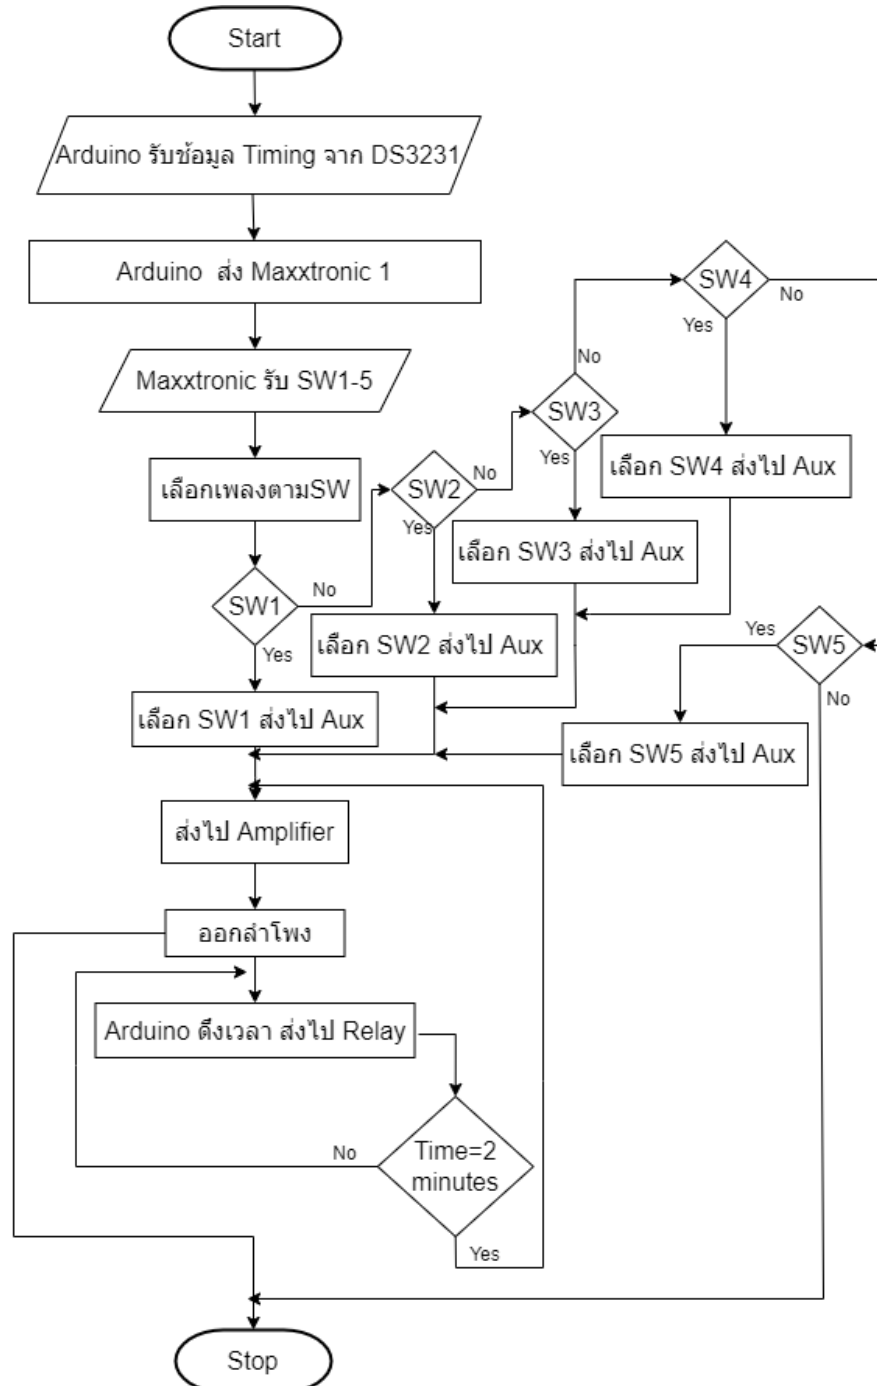 Start
Arduino รับข้อมูล Timing จาก DS3231
Arduino ส่ง Maxxtronic 1
Maxxtronic รับ SW1-5
เลือกเพลงตามSW
SW1
No
Yes
เลือก SW1 ส่งไป Aux
SW2
No
Yes
เลือก SW2 ส่งไป Aux
SW3
No
Yes
เลือก SW3 ส่งไป Aux
SW4
No
Yes
เลือก SW4 ส่งไป Aux
SW5
Yes
No
เลือก SW5 ส่งไป Aux
ส่งไป Amplifier
ออกลำโพง
Arduino ดึงเวลา ส่งไป Relay
Time=2
minutes
No
Yes
Stop